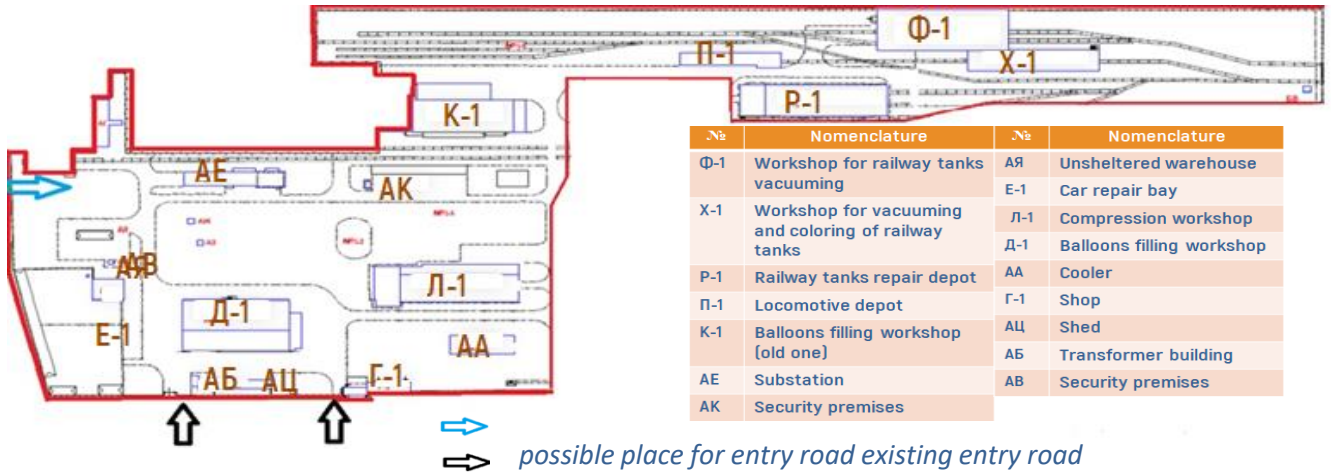 Ф-1
П-1
Х-1
Р-1
К-1
АЕ
АК
АЯ
АВ
Л-1
Д-1
Е-1
АА
АБ
АЦ
Г-1
№ Nomenclature № Nomenclature
Ф-1 Workshop for railway tanks
vacuuming
Х-1 Workshop for vacuuming
and coloring of railway
tanks
Р-1 Railway tanks repair depot
П-1 Locomotive depot
К-1 Balloons filling workshop
(old one)
АЕ Substation
АК Security premises
АЯ Unsheltered warehouse
Е-1 Car repair bay
Л-1 Compression workshop
Д-1 Balloons filling workshop
АА Cooler
Г-1 Shop
АЦ Shed
АБ Transformer building
АВ Security premises
possible place for entry road existing entry road